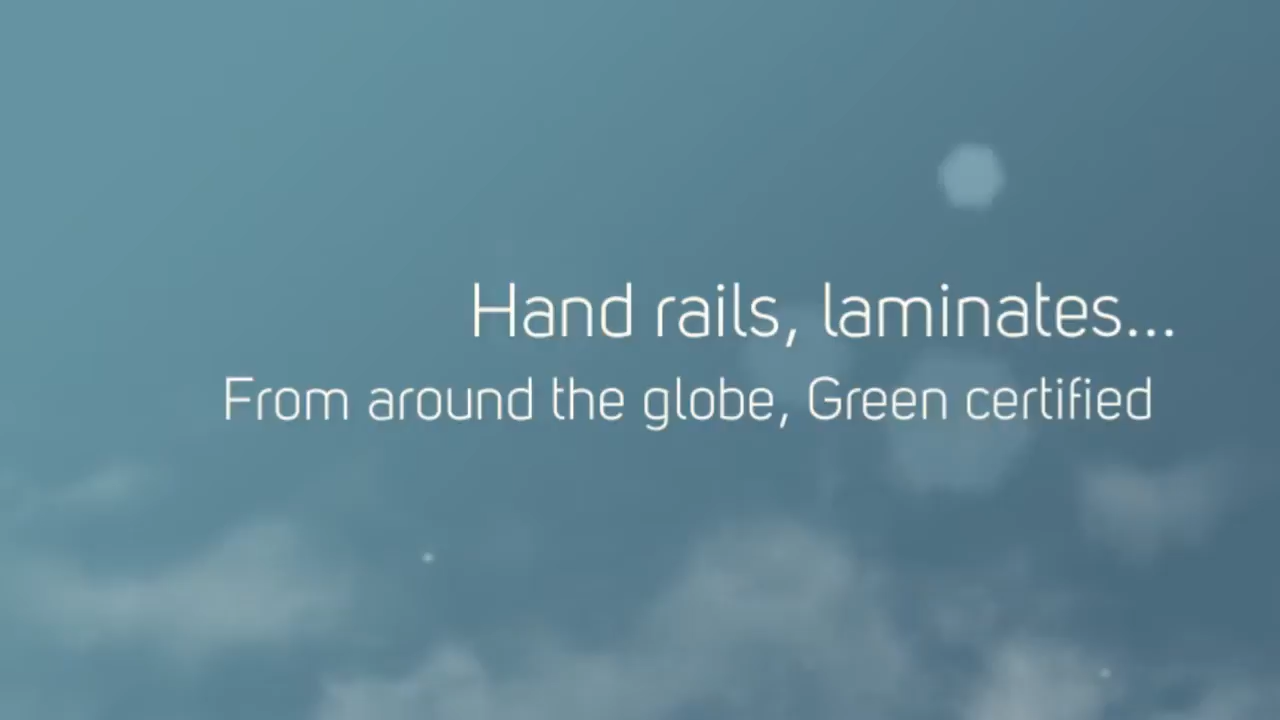 Hand rails, laminates...
From around the globe, Green certified